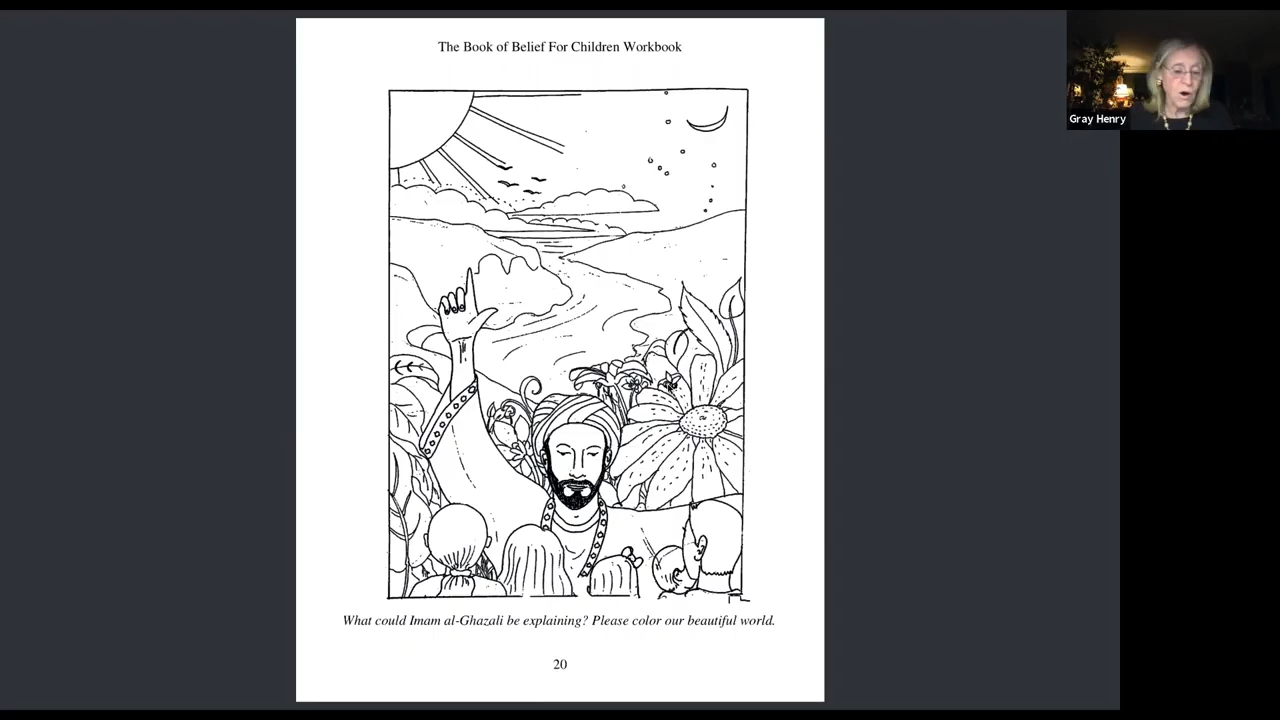 The Book of Belief For Children Workbook
Gray Henry
What could Imam al-Ghazali be explaining? Please color our beautiful world.
20